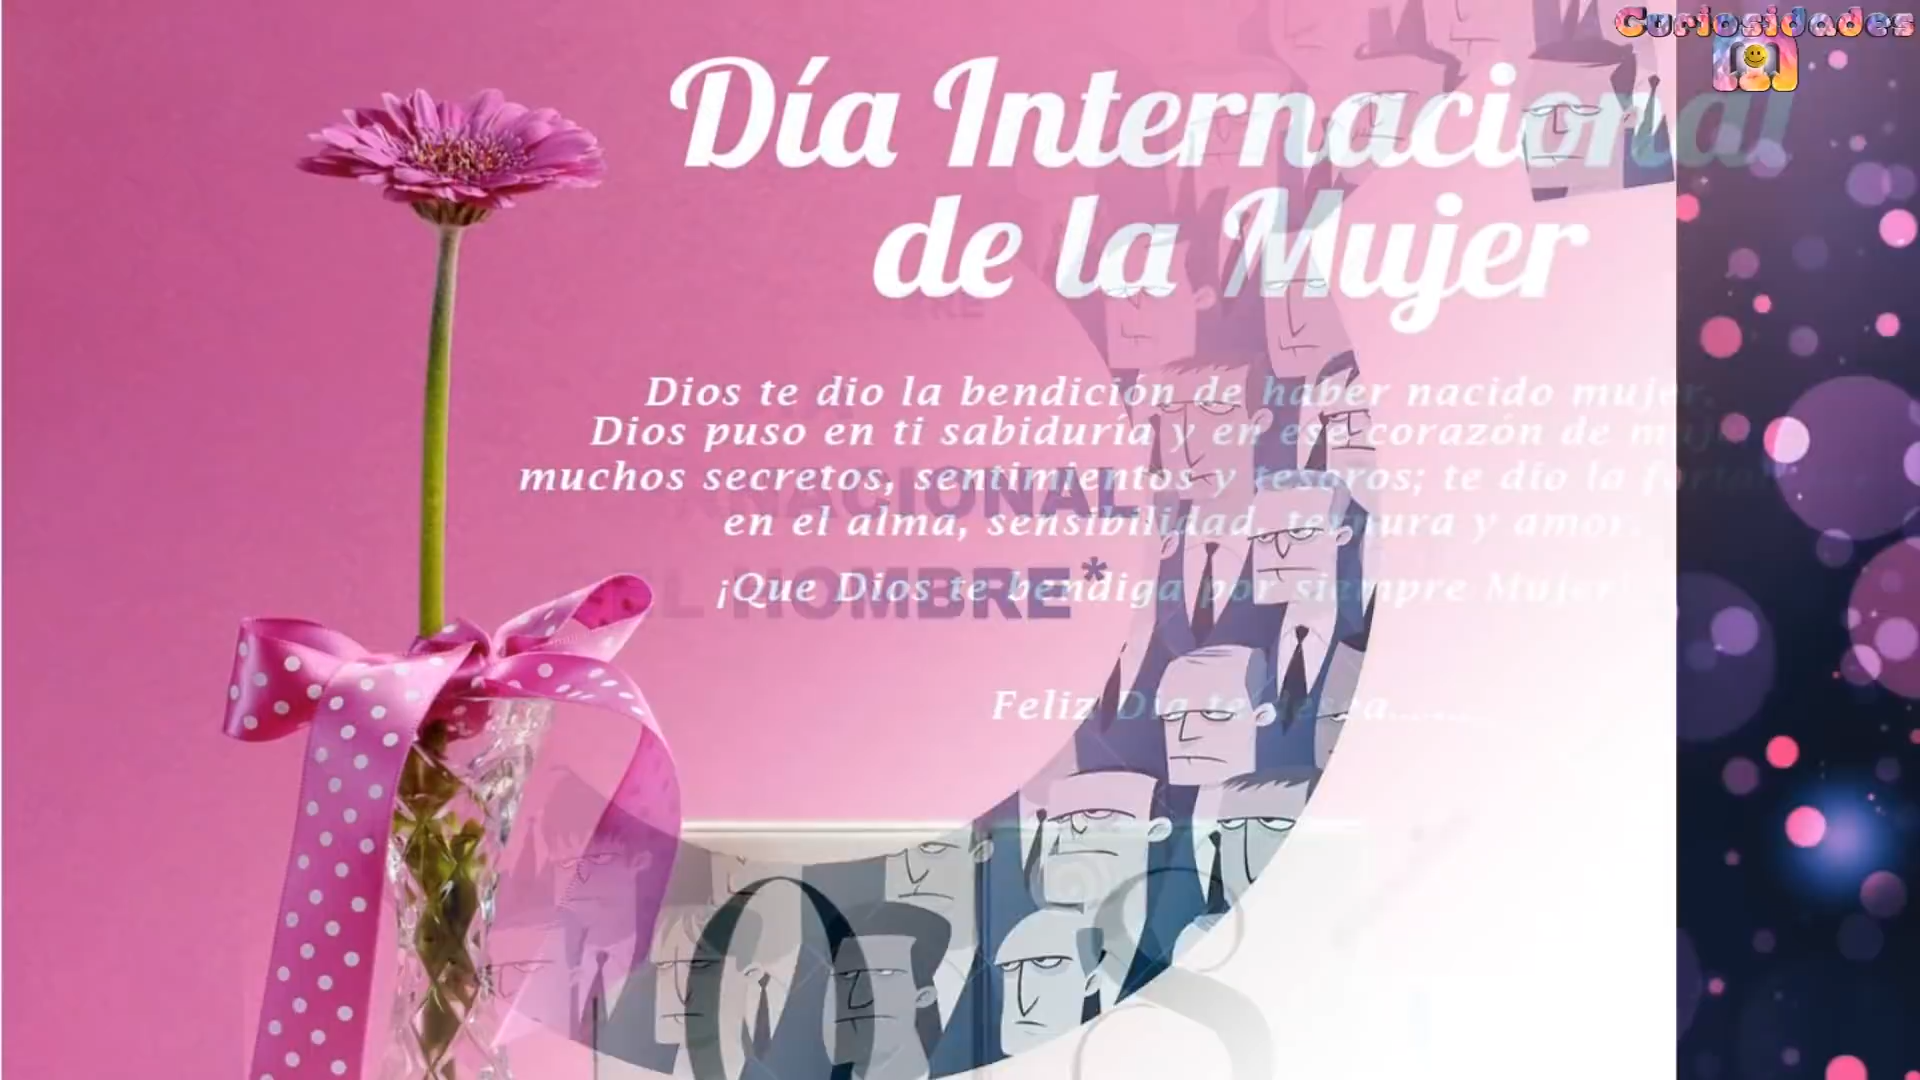 Curiosidades
Día Internacional
de la Mujer
Dios te dio la bendición de haber nacido mujer.
Dios puso en ti sabiduría y en ese corazón de
muchos secretos, sentimientos y tesoros; te dio la
en el alma, sensibilidad, ternura y amor.
NACIONAL
DEL HOMBRE*
¡Que Dios te bendiga por siempre Mujer!
Feliz Día te desea........